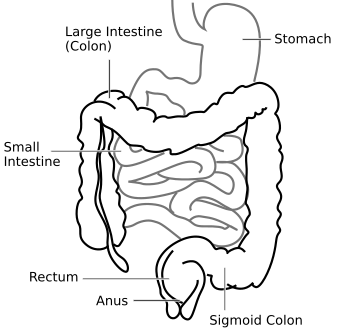 Large Intestine
(Colon)
Stomach
Small
Intestine
Rectum
Anus
Sigmoid Colon